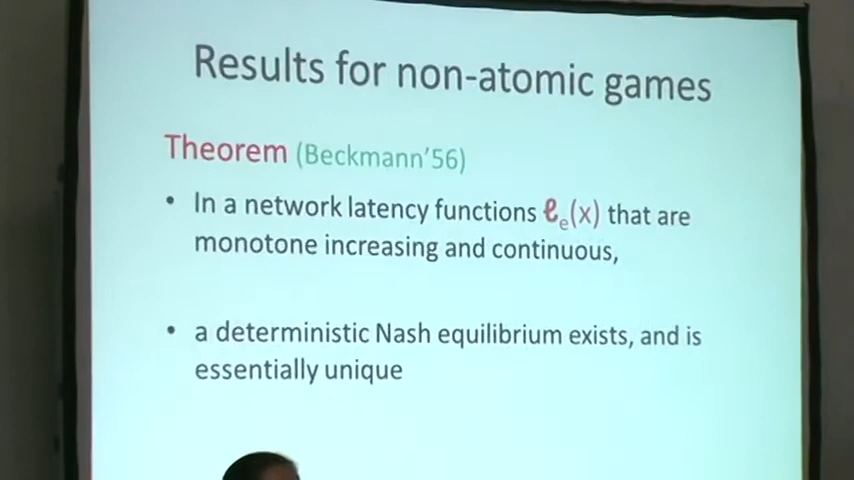 Results for non-atomic games
Theorem (Beckmann'56)
• In a network latency functions ℓe(x) that are
monotone increasing and continuous,
• a deterministic Nash equilibrium exists, and is
essentially unique